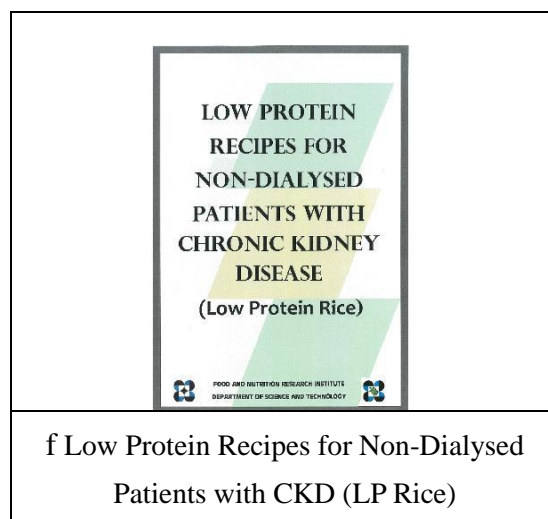 LOW PROTEIN
RECIPES FOR
NON-DIALYSED
PATIENTS WITH
CHRONIC KIDNEY
DISEASE
(Low Protein Rice)
FOOD AND NUTRITION RESEARCH INSTITUTE
DEPARTMENT OF SCIENCE AND TECHNOLOGY
f Low Protein Recipes for Non-Dialysed
Patients with CKD (LP Rice)